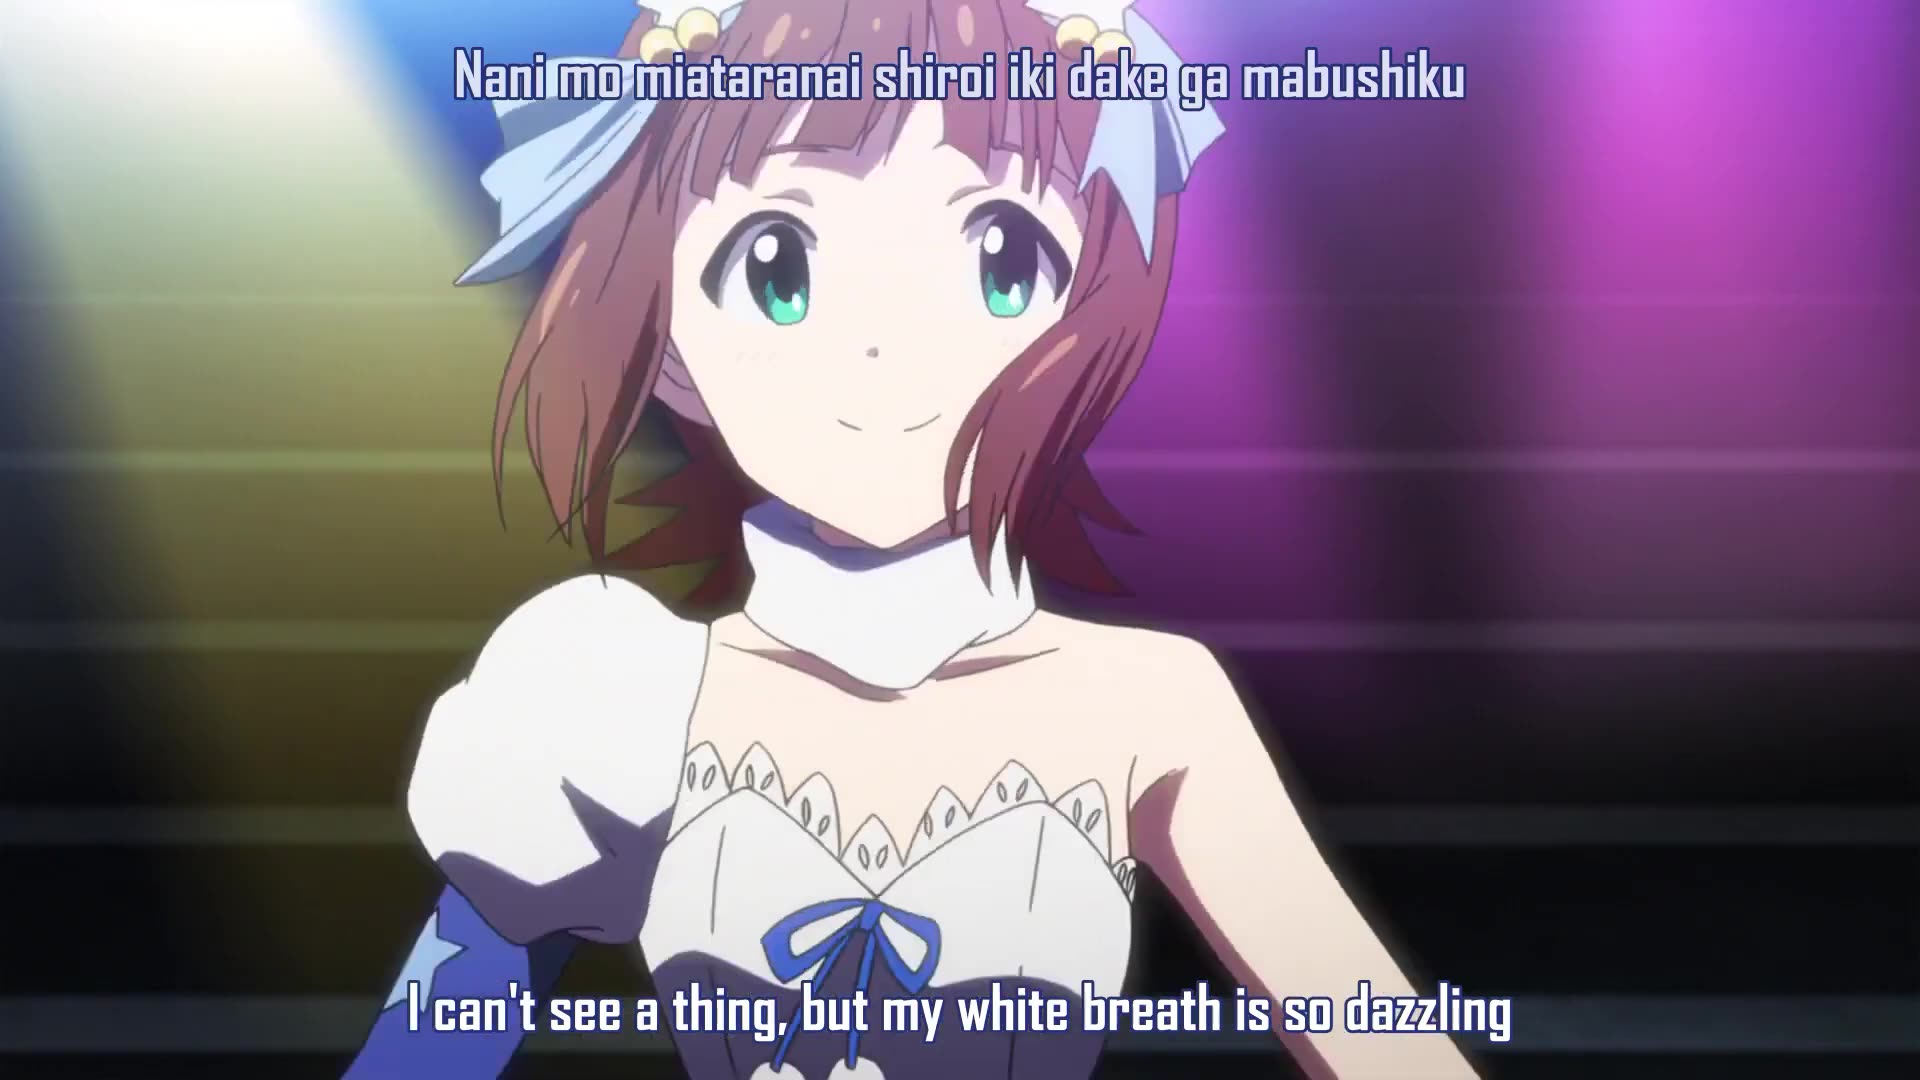 Nani mo miataranai shiroi iki dake ga mabushiku
I can't see a thing, but my white breath is so dazzling